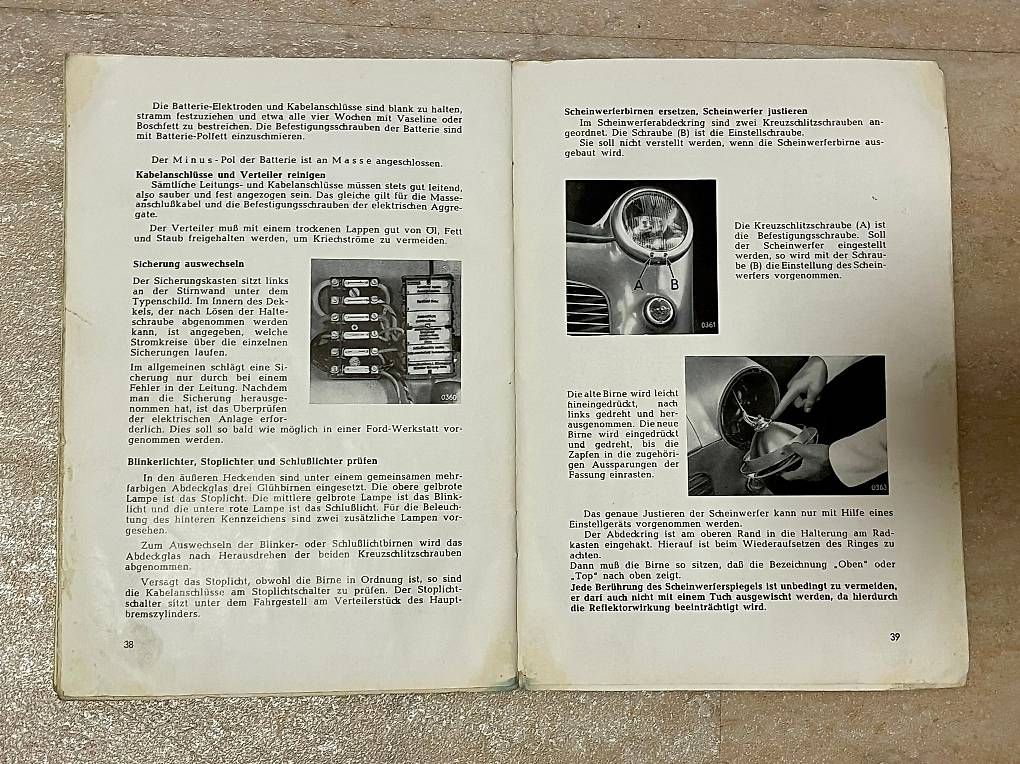 Die Batterie-Elektroden und Kabelanschlüsse sind blank zu halten,
stramm festzuziehen und etwa alle vier Wochen mit Vaseline oder
Boschfett zu bestreichen. Die Befestigungsschrauben der Batterie sind
mit Batterie-Polfett einzuschmieren.
Der Minus-Pol der Batterie ist an Masse angeschlossen.
Kabelanschlüsse und Verteiler reinigen
Sämtliche Leitungs- und Kabelanschlüsse müssen stets gut leitend,
also sauber und fest angezogen sein. Das gleiche gilt für die Masse-
anschlußkabel und die Befestigungsschrauben der elektrischen Aggre-
gate.
Der Verteiler muß mit einem trockenen Lappen gut von Öl, Fett
und Staub freigehalten werden, um Kriechströme zu vermeiden.
Sicherung auswechseln
Der Sicherungskasten sitzt links
an der Stirnwand unter dem
Typenschild. Im Innern des Dek-
kels, der nach Lösen der Halte-
schraube abgenommen werden
kann, ist angegeben, welche
Stromkreise über die einzelnen
Sicherungen laufen.
Im allgemeinen schlägt eine Si-
cherung nur durch bei einem
Fehler in der Leitung. Nachdem
man die Sicherung herausge-
nommen hat, ist das Überprüfen
der elektrischen Anlage erfor-
derlich. Dies soll so bald wie möglich in einer Ford-Werkstatt vor-
genommen werden.
0360
Blinkerlichter, Stoplichter und Schlußlichter prüfen
In den äußeren Heckenden sind unter einem gemeinsamen mehr-
farbigen Abdeckglas drei Glühbirnen eingesetzt. Die obere gelbrote
Lampe ist das Stoplicht. Die mittlere gelbrote Lampe ist das Blink-
licht und die untere rote Lampe ist das Schlußlicht. Für die Beleuch-
tung des hinteren Kennzeichens sind zwei zusätzliche Lampen vor-
gesehen.
Zum Auswechseln der Blinker- oder Schlußlichtbirnen wird das
Abdeckglas nach Herausdrehen der beiden Kreuzschlitzschrauben
abgenommen.
Versagt das Stoplicht, obwohl die Birne in Ordnung ist, so sind
die Kabelanschlüsse am Stoplichtschalter zu prüfen. Der Stoplicht-
schalter sitzt unter dem Fahrgestell am Verteilerstück des Haupt-
bremszylinders.
38
Scheinwerferbirnen ersetzen, Scheinwerfer justieren
Im Scheinwerferabdeckring sind zwei Kreuzschlitzschrauben an-
geordnet. Die Schraube (B) ist die Einstellschraube.
Sie soll nicht verstellt werden, wenn die Scheinwerferbirne aus-
gebaut wird.
A B
0361
Die Kreuzschlitzschraube (A) ist
die Befestigungsschraube. Soll
der Scheinwerfer eingestellt
werden, so wird mit der Schrau-
be (B) die Einstellung des Schein-
werfers vorgenommen.
Die alte Birne wird leicht
hineingedrückt, nach
links gedreht und her-
ausgenommen. Die neue
Birne wird eingedrückt
und gedreht, bis die
Zapfen in die zugehöri-
gen Aussparungen der
Fassung einrasten.
0363
Das genaue Justieren der Scheinwerfer kann nur mit Hilfe eines
Einstellgeräts vorgenommen werden.
Der Abdeckring ist am oberen Rand in die Halterung am Rad-
kasten eingehakt. Hierauf ist beim Wiederaufsetzen des Ringes zu
achten.
Dann muß die Birne so sitzen, daß die Bezeichnung „Oben“ oder
„Top“ nach oben zeigt.
Jede Berührung des Scheinwerferspiegels ist unbedingt zu vermeiden,
er darf auch nicht mit einem Tuch ausgewischt werden, da hierdurch
die Reflektorwirkung beeinträchtigt wird.
39